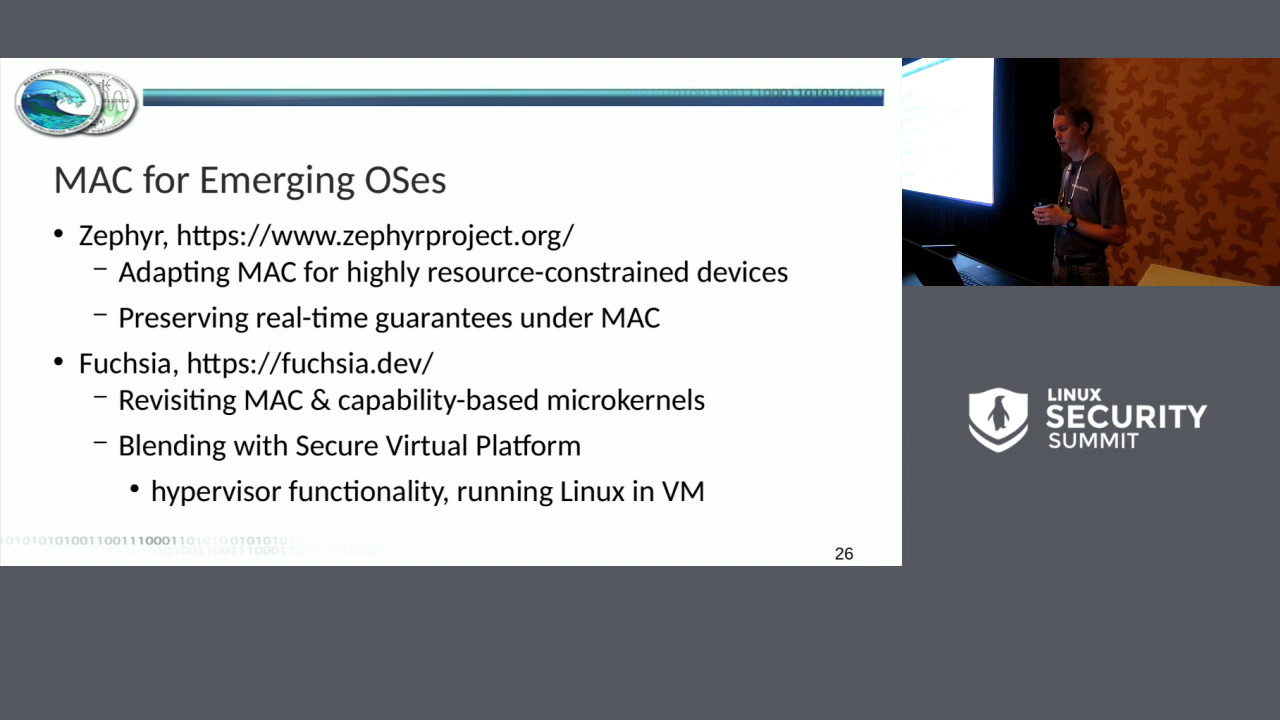 MAC for Emerging OSes
• Zephyr, https://www.zephyrproject.org/
– Adapting MAC for highly resource-constrained devices
– Preserving real-time guarantees under MAC
• Fuchsia, https://fuchsia.dev/
– Revisiting MAC & capability-based microkernels
– Blending with Secure Virtual Platform
• hypervisor functionality, running Linux in VM
26
LINUX
SECURITY
SUMMIT